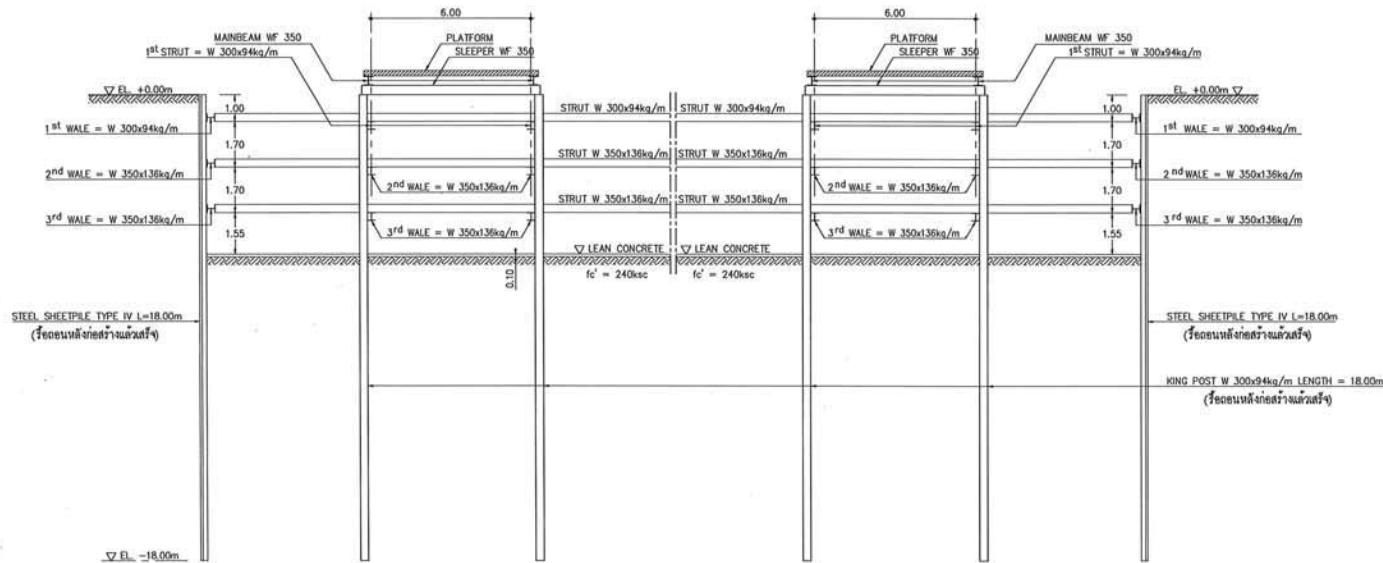 6.00
6.00
MAINBEAM WF 350
PLATFORM
PLATFORM
MAINBEAM WF 350
1st STRUT = W 300x94kg/m
SLEEPER WF 350
SLEEPER WF 350
1st STRUT = W 300x94kg/m
EL. +0.00m
EL. +0.00m
1.00
STRUT W 300x94kg/m
STRUT W 300x94kg/m
1.00
1st WALE = W 300x94kg/m
1st WALE = W 300x94kg/m
1.70
1.70
STRUT W 350x136kg/m
STRUT W 350x136kg/m
2nd WALE = W 350x136kg/m
2nd WALE = W 350x136kg/m
2nd WALE = W 350x136kg/m
2nd WALE = W 350x136kg/m
1.70
1.70
STRUT W 350x136kg/m
STRUT W 350x136kg/m
3rd WALE = W 350x136kg/m
3rd WALE = W 350x136kg/m
3rd WALE = W 350x136kg/m
3rd WALE = W 350x136kg/m
1.55
1.55
LEAN CONCRETE
LEAN CONCRETE
fc' = 240ksc
fc' = 240ksc
0.10
STEEL SHEETPILE TYPE IV L=18.00m
STEEL SHEETPILE TYPE IV L=18.00m
(รื้อถอนหลังก่อสร้างแล้วเสร็จ)
(รื้อถอนหลังก่อสร้างแล้วเสร็จ)
KING POST W 300x94kg/m LENGTH = 18.00m
(รื้อถอนหลังก่อสร้างแล้วเสร็จ)
EL. -18.00m